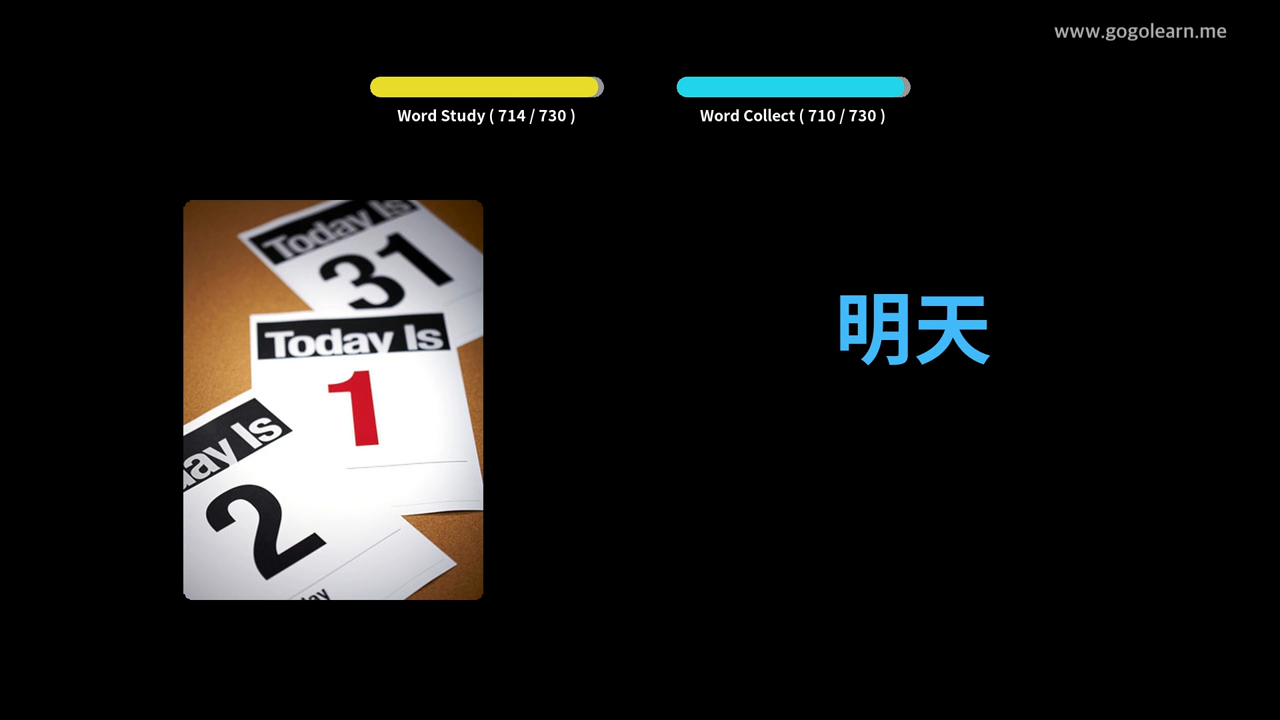 www.gogolearn.me
Word Study ( 714 / 730 )
Word Collect ( 710 / 730 )
Today Is
31
Today Is
1
ay Is
2
明天